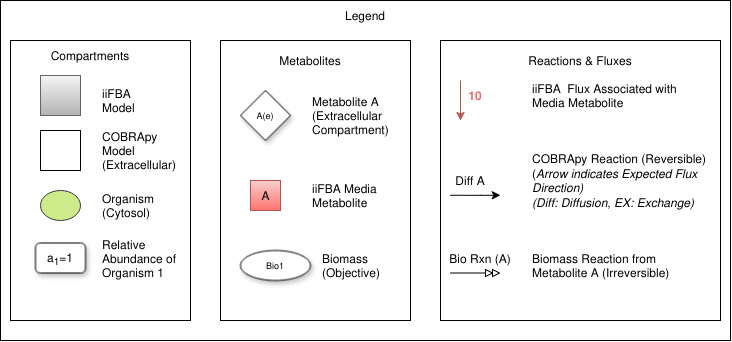 Legend
Compartments
iiFBA
Model
COBRApy
Model
(Extracellular)
Organism
(Cytosol)
a1=1
Relative
Abundance of
Organism 1
Metabolites
A(e)
Metabolite A
(Extracellular
Compartment)
A
iiFBA Media
Metabolite
Bio1
Biomass
(Objective)
Reactions & Fluxes
10
iiFBA Flux Associated with
Media Metabolite
Diff A
COBRApy Reaction (Reversible)
(Arrow indicates Expected Flux
Direction)
(Diff: Diffusion, EX: Exchange)
Bio Rxn (A)
Biomass Reaction from
Metabolite A (Irreversible)